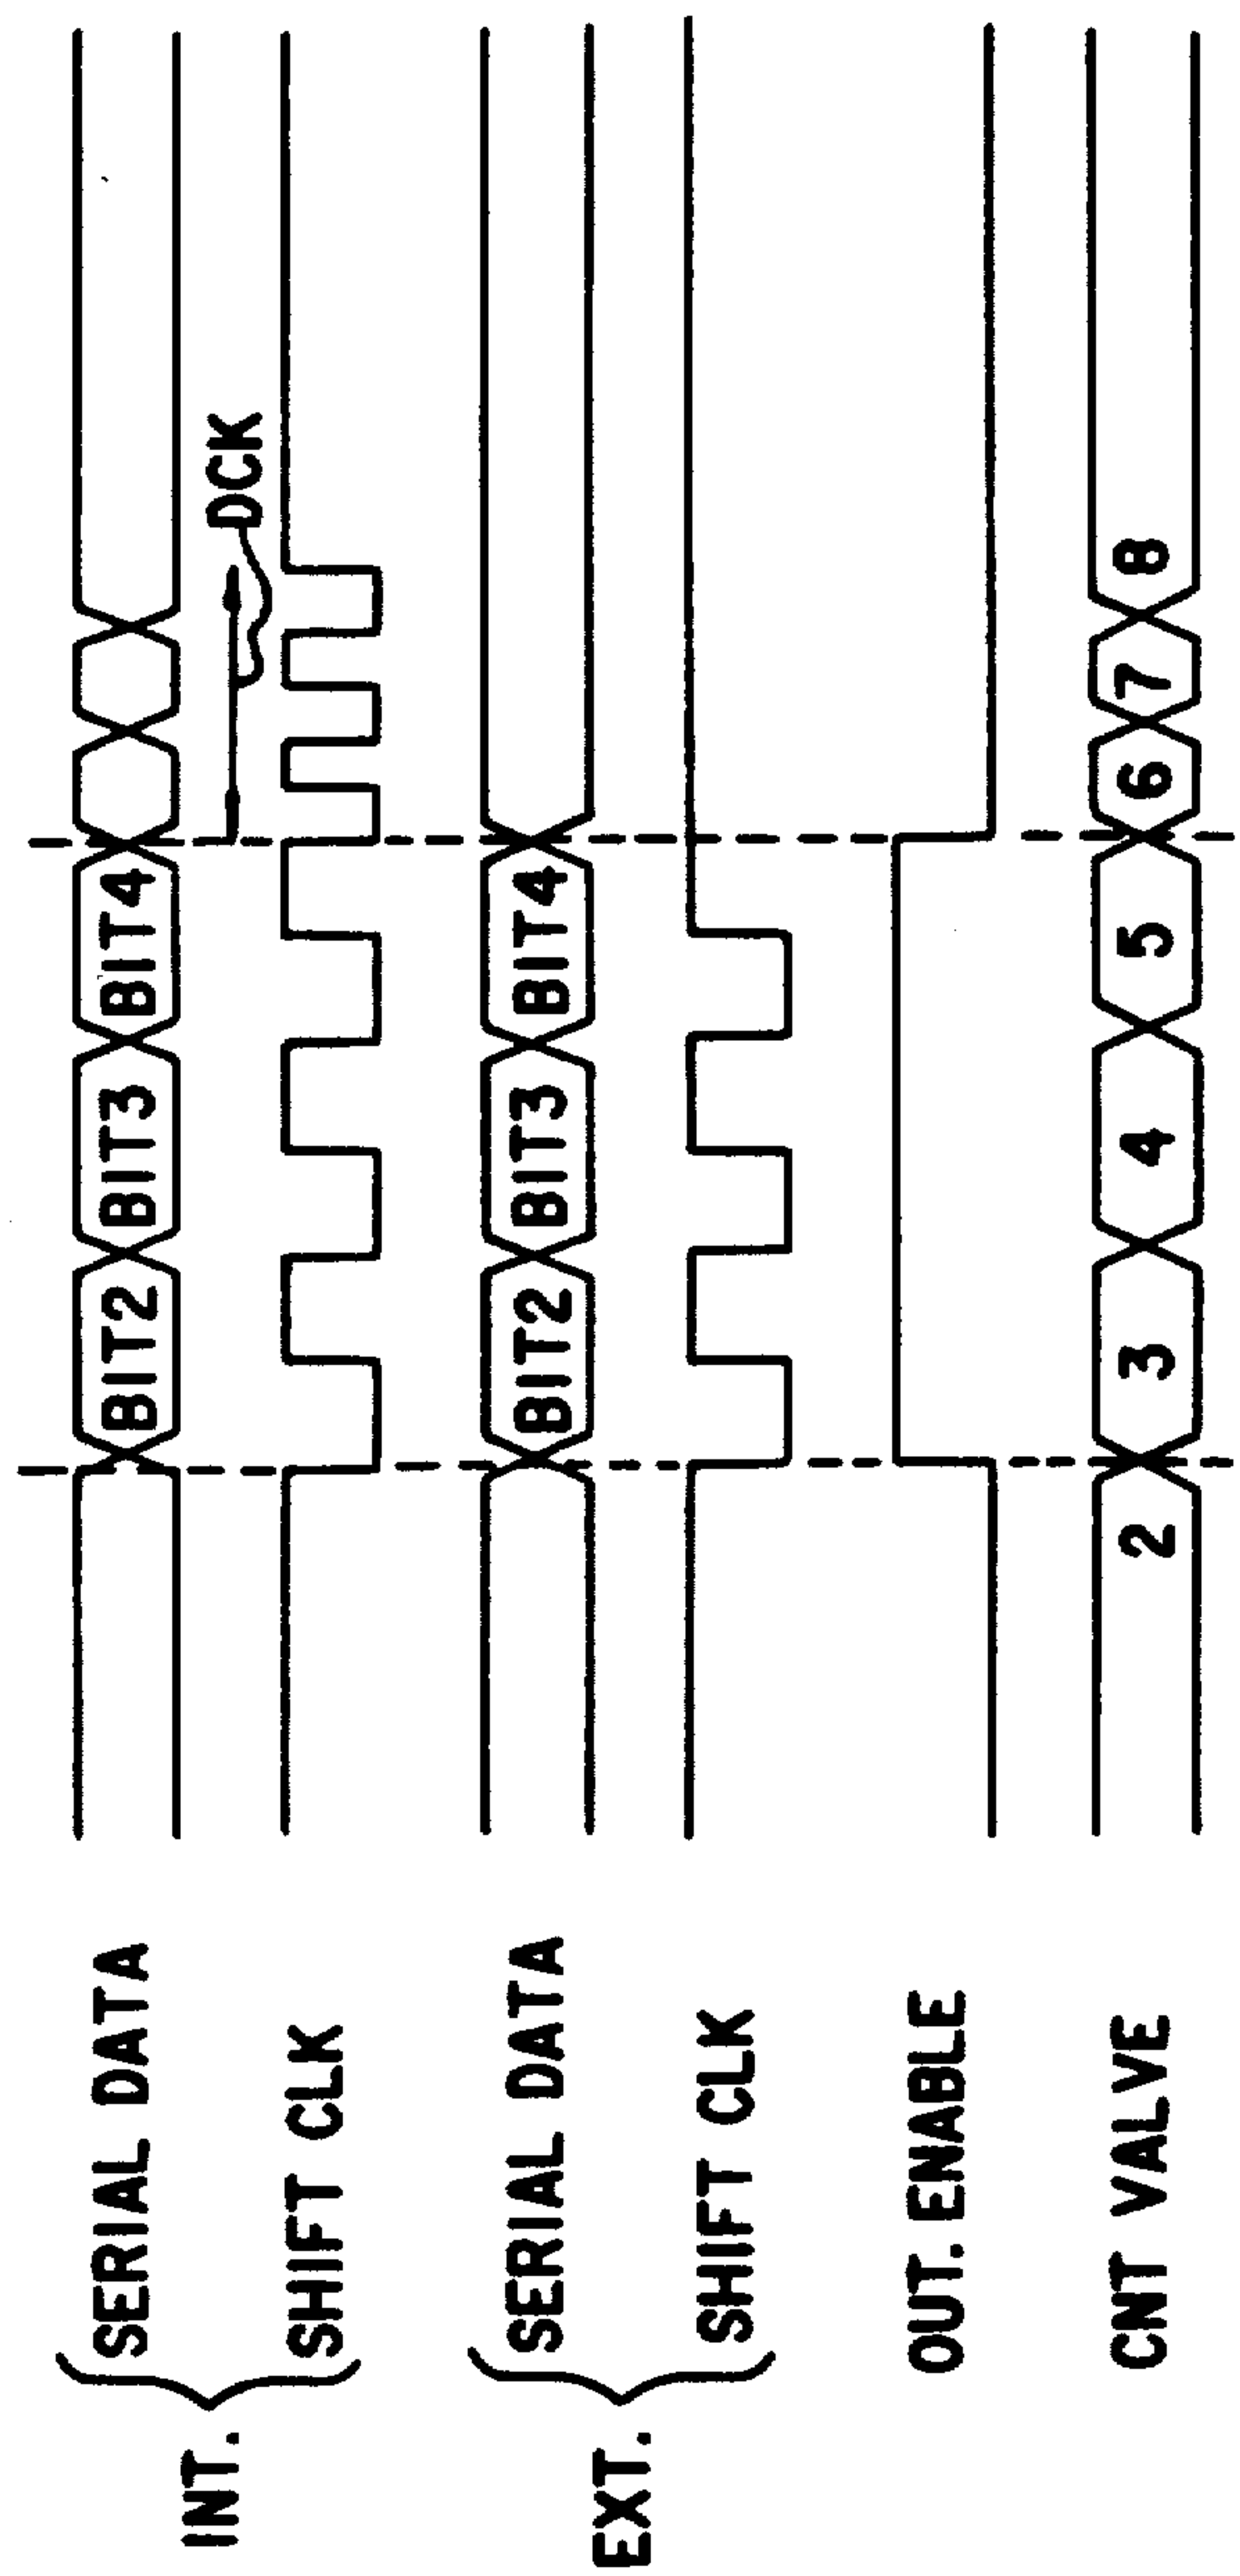 INT.
SERIAL DATA
BIT2 BIT3 BIT4
SHIFT CLK
DCK
EXT.
SERIAL DATA
BIT2 BIT3 BIT4
SHIFT CLK
OUT. ENABLE
CNT VALVE
2 3 4 5 6 7 8